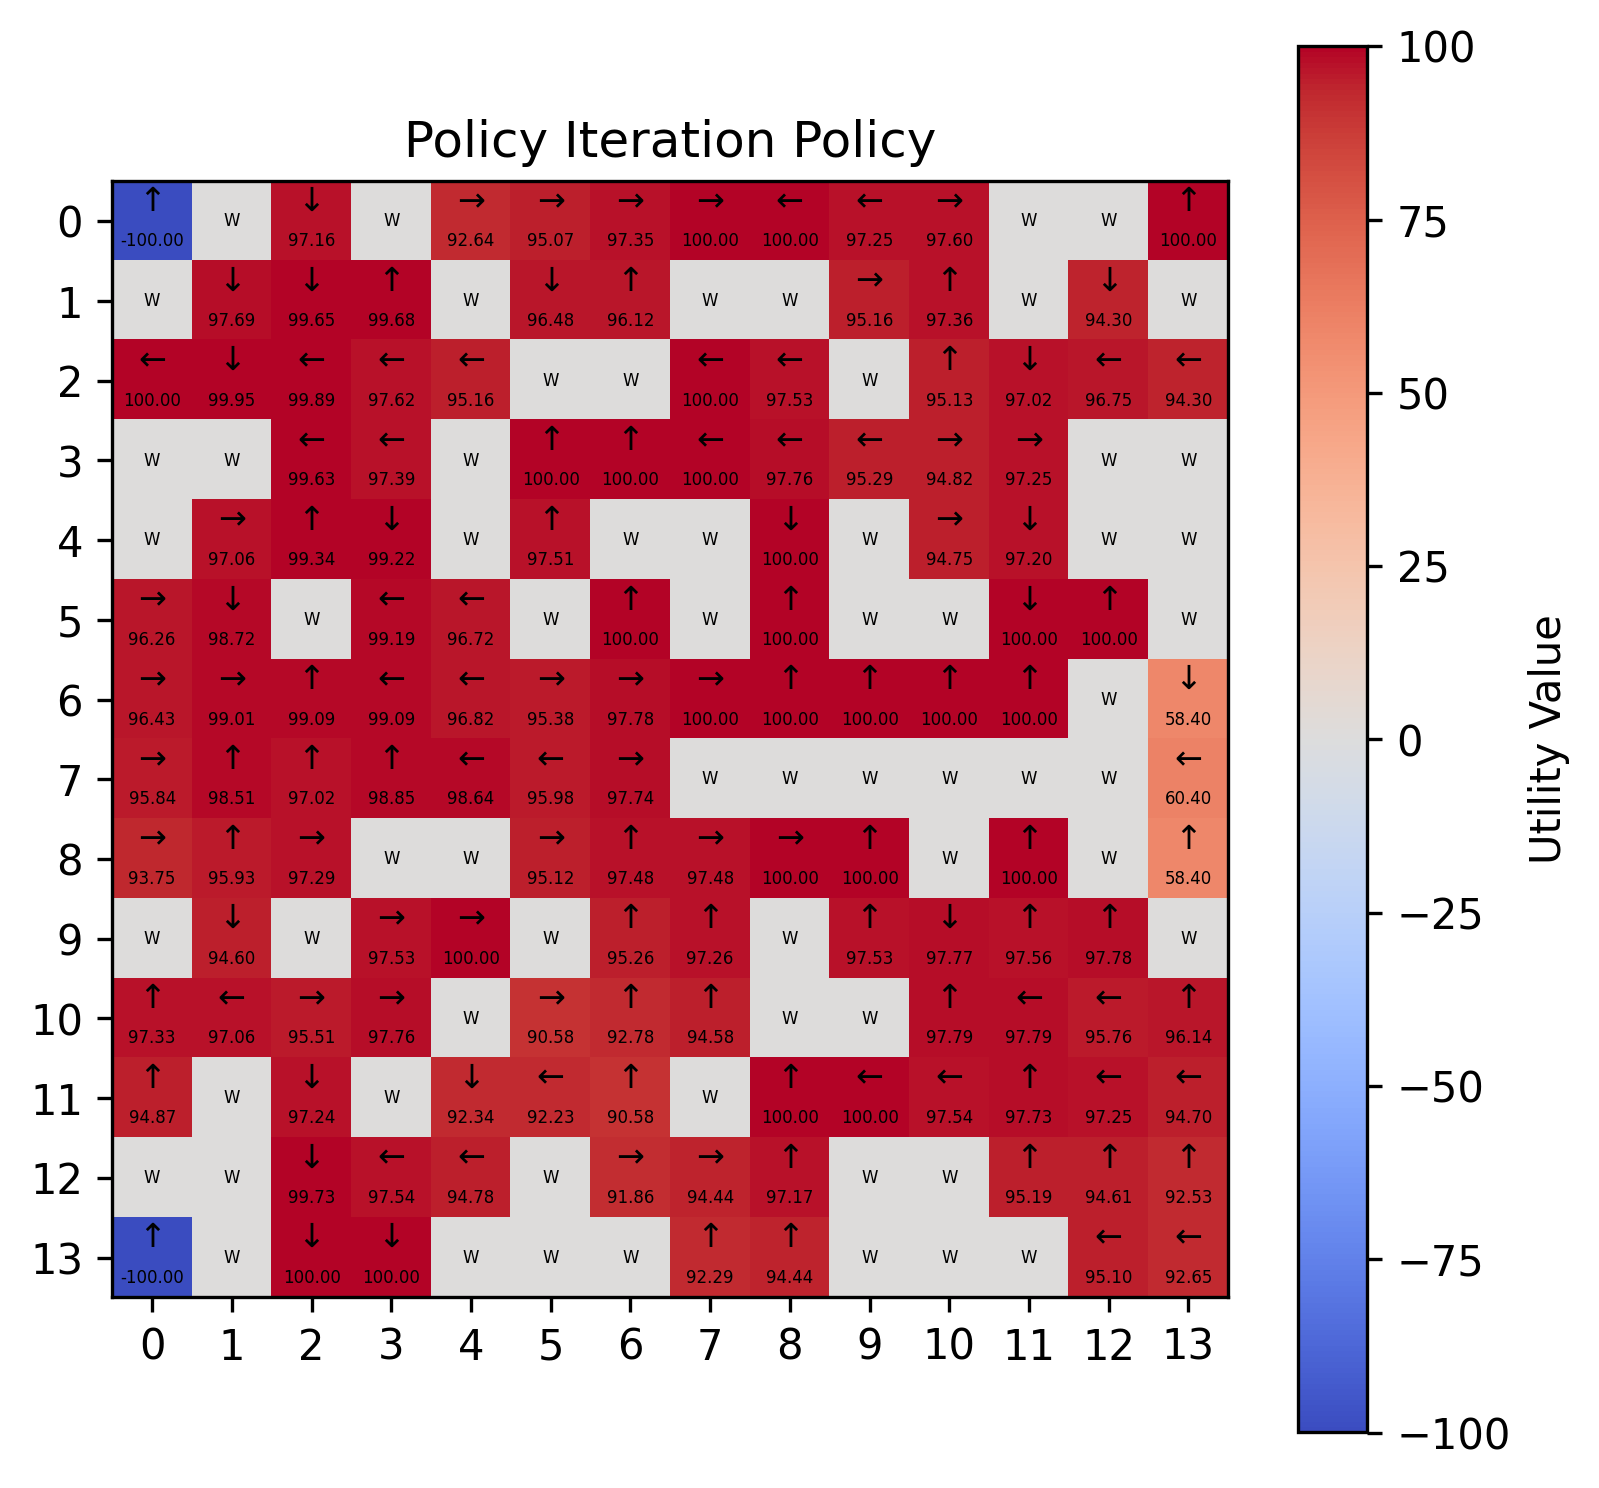 Policy Iteration Policy
0 ↑ W ↓ W → → → → ← ← → W W ↑
-100.00 97.16 92.64 95.07 97.35 100.00 100.00 97.25 97.60 100.00
1 W ↓ ↓ ↑ W ↓ ↑ W W → ↑ W ↓ W
97.69 99.65 99.68 96.48 96.12 95.16 97.36 94.30
2 ← ↓ ← ← ← W W ← ← W ↑ ↓ ← ←
100.00 99.95 99.89 97.62 95.16 100.00 97.53 95.13 97.02 96.75 94.30
3 W W ← ← W ↑ ↑ ← ← ← → → W W
99.63 97.39 100.00 100.00 100.00 97.76 95.29 94.82 97.25
4 W → ↑ ↓ W ↑ W W ↓ W → ↓ W W
97.06 99.34 99.22 97.51 100.00 94.75 97.20
5 → ↓ W ← ← W ↑ W ↑ W W ↓ ↑ W
96.26 98.72 99.19 96.72 100.00 100.00 100.00 100.00
6 → → ↑ ← ← → → → ↑ ↑ ↑ ↑ W ↓
96.43 99.01 99.09 99.09 96.82 95.38 97.78 100.00 100.00 100.00 100.00 100.00 58.40
7 → ↑ ↑ ↑ ← ← → W W W W W W ←
95.84 98.51 97.02 98.85 98.64 95.98 97.74 60.40
8 → ↑ → W W → ↑ → → ↑ W ↑ W ↑
93.75 95.93 97.29 95.12 97.48 97.48 100.00 100.00 100.00 58.40
9 W ↓ W → → W ↑ ↑ W ↑ ↓ ↑ ↑ W
94.60 97.53 100.00 95.26 97.26 97.53 97.77 97.56 97.78
10 ↑ ← → → W → ↑ ↑ W W ↑ ← ← ↑
97.33 97.06 95.51 97.76 90.58 92.78 94.58 97.79 97.79 95.76 96.14
11 ↑ W ↓ W ↓ ← ↑ W ↑ ← ← ↑ ← ←
94.87 97.24 92.34 92.23 90.58 100.00 100.00 97.54 97.73 97.25 94.70
12 W W ↓ ← ← W → → ↑ W W ↑ ↑ ↑
99.73 97.54 94.78 91.86 94.44 97.17 95.19 94.61 92.53
13 ↑ W ↓ ↓ W W W ↑ ↑ W W W ← ←
-100.00 100.00 100.00 92.29 94.44 95.10 92.65
0 1 2 3 4 5 6 7 8 9 10 11 12 13
100
75
50
25
0
−25
−50
−75
−100
Utility Value